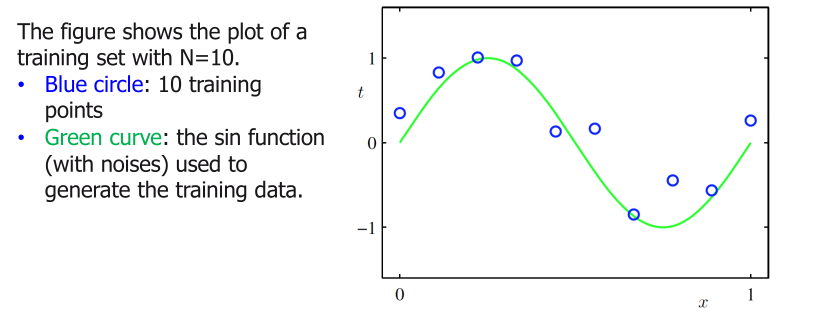 The figure shows the plot of a
training set with N=10.
• Blue circle: 10 training
points
• Green curve: the sin function
(with noises) used to
generate the training data.
1
t
0
−1
0
x
1